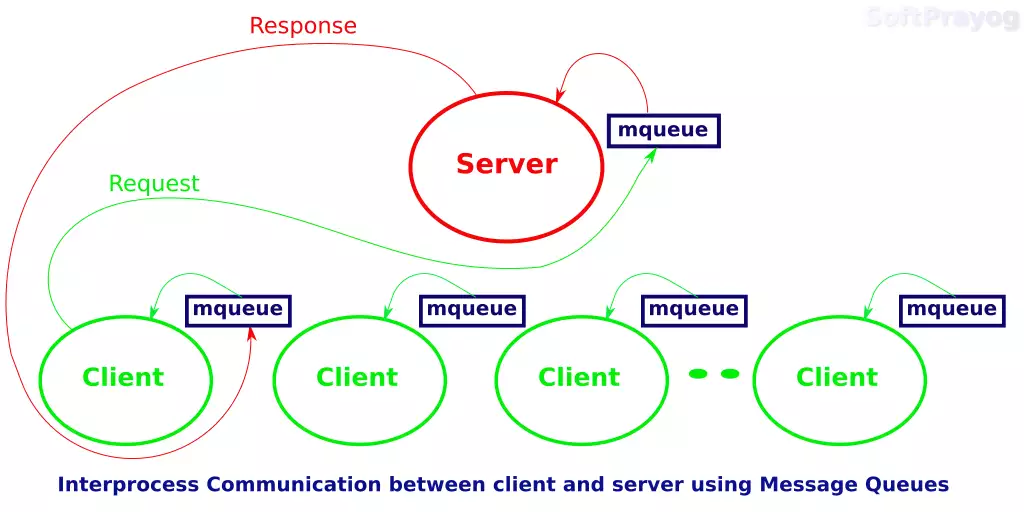 SoftPrayog
Response
mqueue
Server
Request
mqueue
mqueue
mqueue
mqueue
Client
Client
Client
Client
Interprocess Communication between client and server using Message Queues